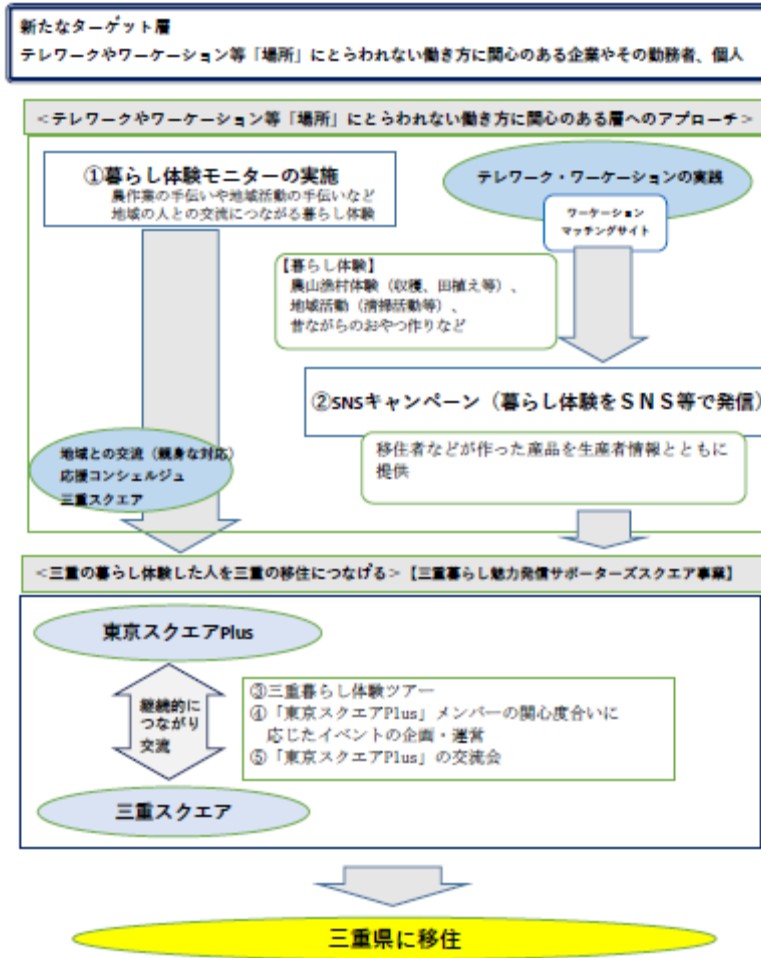 新たなターゲット層
テレワークやワーケーション等「場所」にとらわれない働き方に関心のある企業やその勤務者、個人
＜テレワークやワーケーション等「場所」にとらわれない働き方に関心のある層へのアプローチ＞
①暮らし体験モニターの実施
農作業の手伝いや地域活動の手伝いなど
地域の人との交流につながる暮らし体験
テレワーク・ワーケーションの実践
ワーケーション
マッチングサイト
【暮らし体験】
農山漁村体験（収穫、田植え等）、
地域活動（清掃活動等）、
昔ながらのおやつ作りなど
②SNSキャンペーン（暮らし体験をＳＮＳ等で発信）
移住者などが作った産品を生産者情報とともに
提供
地域との交流（親身な対応）
応援コンシェルジュ
三重スクエア
＜三重の暮らし体験した人を三重の移住につなげる＞【三重暮らし魅力発信サポーターズスクエア事業】
東京スクエアPlus
継続的に
つながり
交流
③三重暮らし体験ツアー
④「東京スクエアPlus」メンバーの関心度合いに
応じたイベントの企画・運営
⑤「東京スクエアPlus」の交流会
三重スクエア
三重県に移住